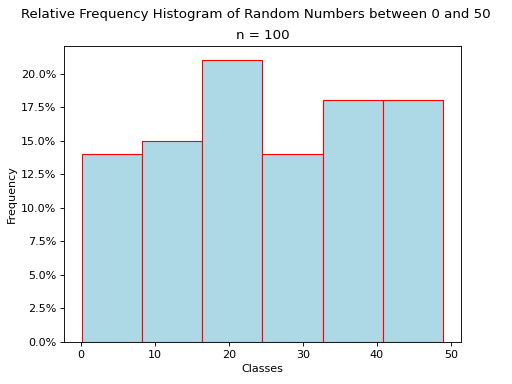 Relative Frequency Histogram of Random Numbers between 0 and 50
n = 100
20.0%
17.5%
15.0%
12.5%
10.0%
7.5%
5.0%
2.5%
0.0%
Frequency
0 10 20 30 40 50
Classes